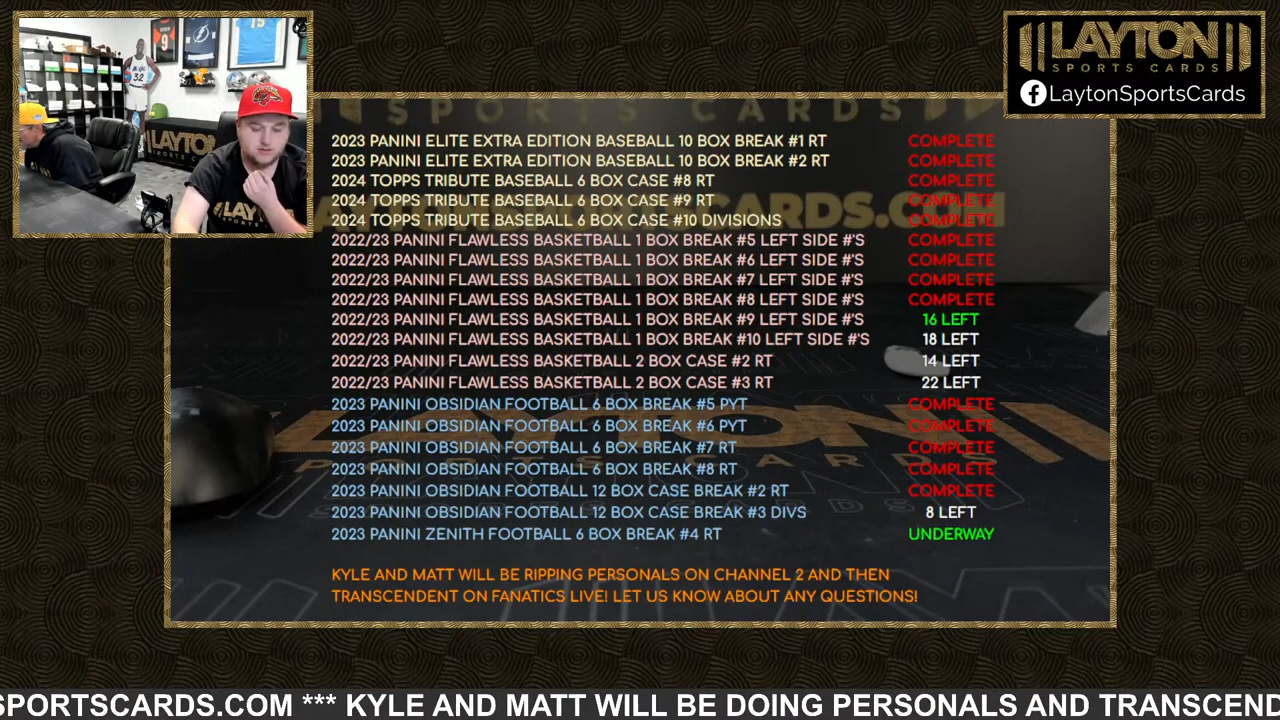 LAYTON
SPORTS CARDS
LaytonSportsCards
SPORTS CARDS
2023 PANINI ELITE EXTRA EDITION BASEBALL 10 BOX BREAK #1 RT COMPLETE
2023 PANINI ELITE EXTRA EDITION BASEBALL 10 BOX BREAK #2 RT COMPLETE
2024 TOPPS TRIBUTE BASEBALL 6 BOX CASE #8 RT COMPLETE
2024 TOPPS TRIBUTE BASEBALL 6 BOX CASE #9 RT COMPLETE
2024 TOPPS TRIBUTE BASEBALL 6 BOX CASE #10 DIVISIONS COMPLETE
2022/23 PANINI FLAWLESS BASKETBALL 1 BOX BREAK #5 LEFT SIDE #'S COMPLETE
2022/23 PANINI FLAWLESS BASKETBALL 1 BOX BREAK #6 LEFT SIDE #'S COMPLETE
2022/23 PANINI FLAWLESS BASKETBALL 1 BOX BREAK #7 LEFT SIDE #'S COMPLETE
2022/23 PANINI FLAWLESS BASKETBALL 1 BOX BREAK #8 LEFT SIDE #'S COMPLETE
2022/23 PANINI FLAWLESS BASKETBALL 1 BOX BREAK #9 LEFT SIDE #'S 16 LEFT
2022/23 PANINI FLAWLESS BASKETBALL 1 BOX BREAK #10 LEFT SIDE #'S 18 LEFT
2022/23 PANINI FLAWLESS BASKETBALL 2 BOX CASE #2 RT 14 LEFT
2022/23 PANINI FLAWLESS BASKETBALL 2 BOX CASE #3 RT 22 LEFT
2023 PANINI OBSIDIAN FOOTBALL 6 BOX BREAK #5 PYT COMPLETE
2023 PANINI OBSIDIAN FOOTBALL 6 BOX BREAK #6 PYT COMPLETE
2023 PANINI OBSIDIAN FOOTBALL 6 BOX BREAK #7 RT COMPLETE
2023 PANINI OBSIDIAN FOOTBALL 6 BOX BREAK #8 RT COMPLETE
2023 PANINI OBSIDIAN FOOTBALL 12 BOX CASE BREAK #2 RT COMPLETE
2023 PANINI OBSIDIAN FOOTBALL 12 BOX CASE BREAK #3 DIVS 8 LEFT
2023 PANINI ZENITH FOOTBALL 6 BOX BREAK #4 RT UNDERWAY
KYLE AND MATT WILL BE RIPPING PERSONALS ON CHANNEL 2 AND THEN
TRANSCENDENT ON FANATICS LIVE! LET US KNOW ABOUT ANY QUESTIONS!
SPORTSCARDS.COM *** KYLE AND MATT WILL BE DOING PERSONALS AND TRANSCEND